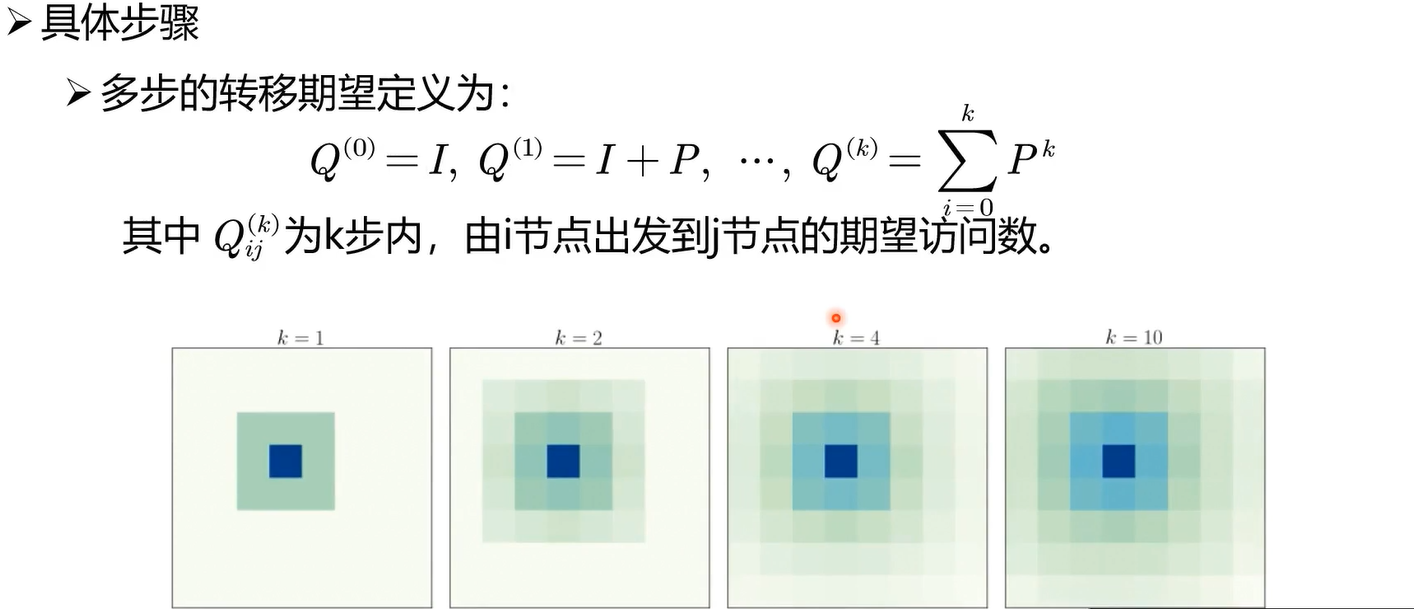 ➢ 具体步骤
➢ 多步的转移期望定义为：
Q^{(0)} = I, Q^{(1)} = I + P, ⋯, Q^{(k)} = \sum_{i=0}^{k} P^k
其中 Q_{ij}^{(k)}为k步内，由i节点出发到j节点的期望访问数。
k = 1 k = 2 k = 4 k = 10